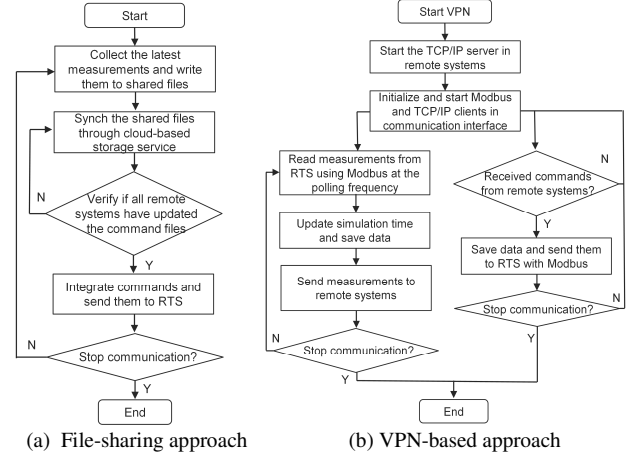 Start
Collect the latest
measurements and write
them to shared files
Synch the shared files
through cloud-based
storage service
N
Verify if all remote
systems have updated
the command files
Y
Integrate commands and
send them to RTS
N
Stop communication?
Y
End
(a) File-sharing approach
Start VPN
Start the TCP/IP server in
remote systems
Initialize and start Modbus
and TCP/IP clients in
communication interface
Read measurements from
RTS using Modbus at the
polling frequency
Update simulation time
and save data
Send measurements to
remote systems
N
Stop communication?
Y
N
Received commands
from remote systems?
Y
Save data and send them
to RTS with Modbus
N
Stop communication?
Y
End
(b) VPN-based approach